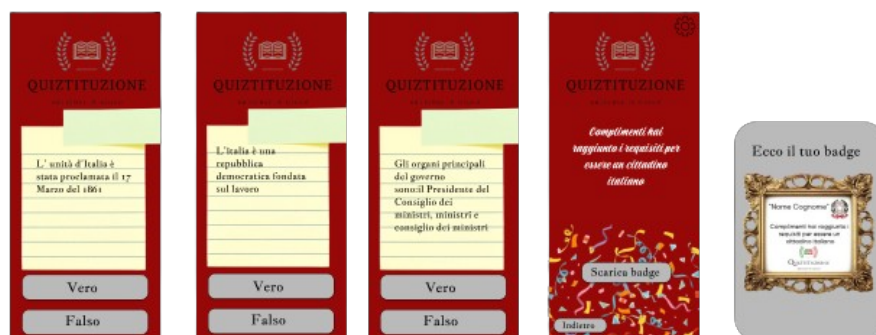 QUIZTITUZIONE
L' unità d'Italia è
stata proclamata il 17
Marzo del 1861
Vero
Falso
QUIZTITUZIONE
L'Italia è una
repubblica
democratica fondata
sul lavoro
Vero
Falso
QUIZTITUZIONE
Gli organi principali
del governo
sono:il Presidente del
Consiglio dei
ministri, ministri e
consiglio dei ministri
Vero
Falso
QUIZTITUZIONE
Complimenti hai
raggiunto i requisiti per
essere un cittadino
italiano
Scarica badge
Indietro
Ecco il tuo badge
"Nome Cognome"
Complimenti hai raggiunto i
requisiti per essere un
cittadino italiano
QUIZTITUZIONE